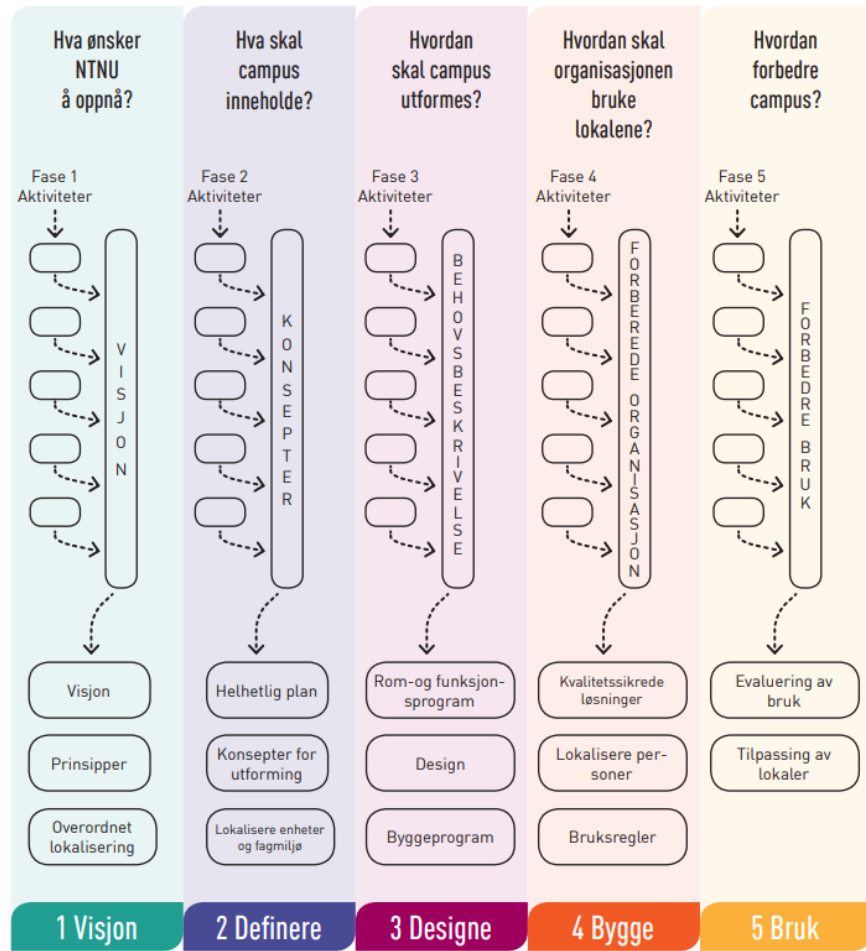 Hva ønsker
NTNU
å oppnå?
Fase 1
Aktiviteter
VISJON
Visjon
Prinsipper
Overordnet
lokalisering
1 Visjon
Hva skal
campus
inneholde?
Fase 2
Aktiviteter
KONSEPTER
Helhetlig plan
Konsepter for
utforming
Lokalisere enheter
og fagmiljø
2 Definere
Hvordan
skal campus
utformes?
Fase 3
Aktiviteter
BEHOVSBESKRIVELSE
Rom-og funksjon-
sprogram
Design
Byggeprogram
3 Designe
Hvordan skal
organisasjonen
bruke
lokalene?
Fase 4
Aktiviteter
FORBEREDE ORGANISASJON
Kvalitetssikrede
løsninger
Lokalisere per-
soner
Bruksregler
4 Bygge
Hvordan
forbedre
campus?
Fase 5
Aktiviteter
FORBEDRE BRUK
Evaluering av
bruk
Tilpassing av
lokaler
5 Bruk